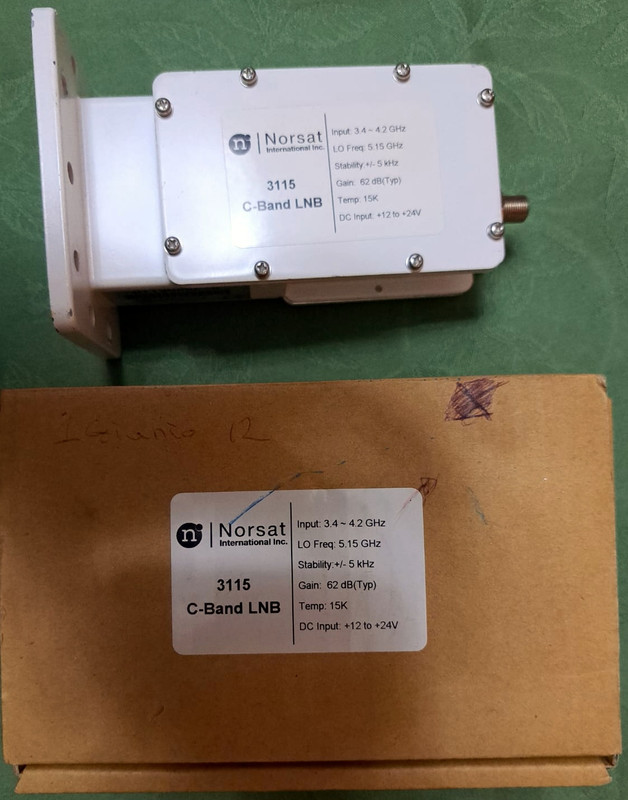 n Norsat
International Inc.
3115
C-Band LNB
Input: 3.4 ~ 4.2 GHz
LO Freq: 5.15 GHz
Stability:+/- 5 kHz
Gain: 62 dB(Typ)
Temp: 15K
DC Input: +12 to +24V
1 Giunio 12
n Norsat
International Inc.
3115
C-Band LNB
Input: 3.4 ~ 4.2 GHz
LO Freq: 5.15 GHz
Stability:+/- 5 kHz
Gain: 62 dB(Typ)
Temp: 15K
DC Input: +12 to +24V